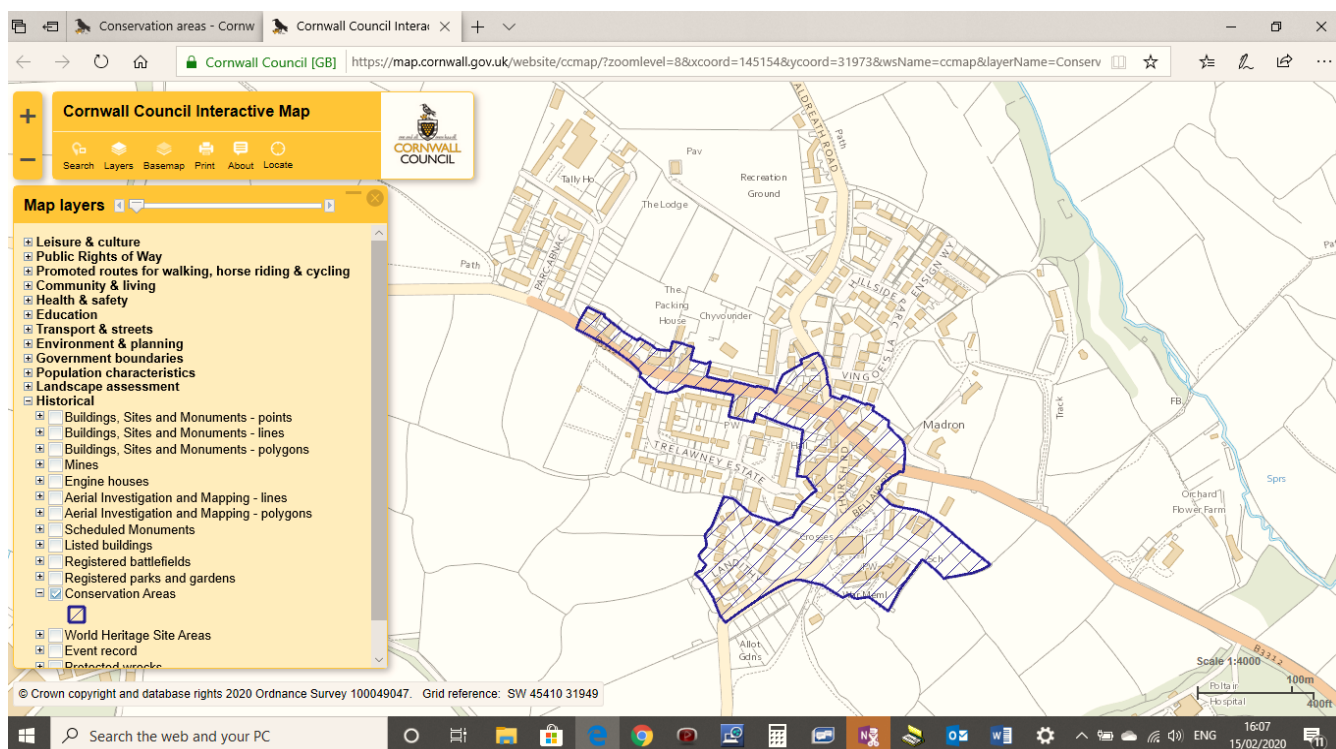 Conservation areas - Cornw
Cornwall Council Intera
Cornwall Council [GB]
https://map.cornwall.gov.uk/website/ccmap/?zoomlevel=8&xcoord=145154&ycoord=31973&wsName=ccmap&layerName=Conserv
Cornwall Council Interactive Map
Search Layers Basemap Print About Locate
CORNWALL
COUNCIL
Map layers
Leisure & culture
Public Rights of Way
Promoted routes for walking, horse riding & cycling
Community & living
Health & safety
Education
Transport & streets
Environment & planning
Government boundaries
Population characteristics
Landscape assessment
Historical
Buildings, Sites and Monuments - points
Buildings, Sites and Monuments - lines
Buildings, Sites and Monuments - polygons
Mines
Engine houses
Aerial Investigation and Mapping - lines
Aerial Investigation and Mapping - polygons
Scheduled Monuments
Listed buildings
Registered battlefields
Registered parks and gardens
Conservation Areas
World Heritage Site Areas
Event record
Protected wrecks
ALDREATH ROAD
Path
Pav
Tally Ho
Recreation
Ground
The Lodge
PARC ABNAC
Path
The
Packing
House
Chyvounder
HILLSIDE PARC
ENSIGN WY
VINGOE'S LA
Madron
Track
FB
PW
Hall
TRELAWNEY ESTATE
CHURCH RD
BELLAIR
Crosses
PW
Sch
War Meml
Allot
Gdns
Orchard
Flower Farm
Sprs
B3312
Poltair
Hospital
Scale 1:4000
100m
400ft
© Crown copyright and database rights 2020 Ordnance Survey 100049047. Grid reference: SW 45410 31949
Search the web and your PC
ENG
16:07
15/02/2020